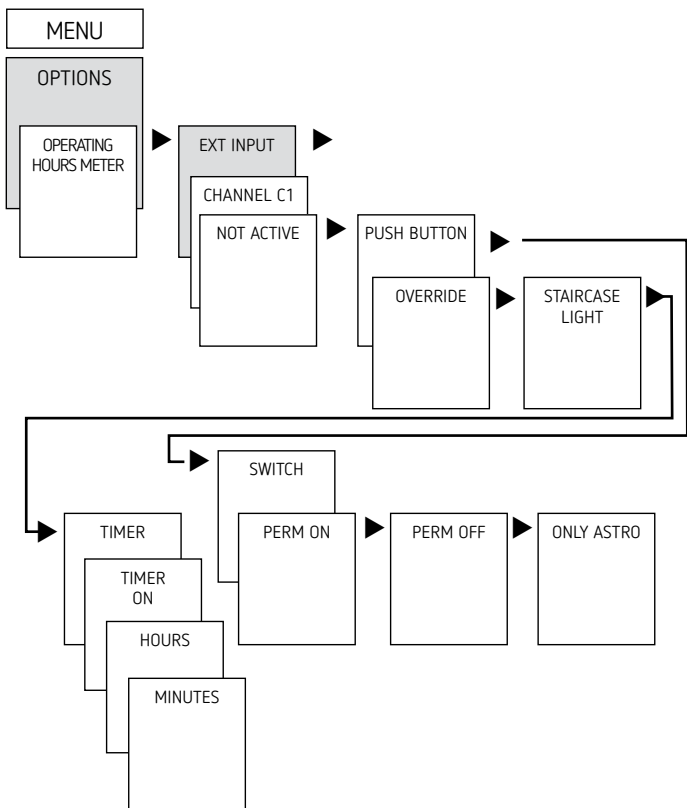 MENU
OPTIONS
OPERATING
HOURS METER
EXT INPUT
CHANNEL C1
NOT ACTIVE
PUSH BUTTON
OVERRIDE
STAIRCASE
LIGHT
SWITCH
PERM ON
PERM OFF
ONLY ASTRO
TIMER
TIMER
ON
HOURS
MINUTES